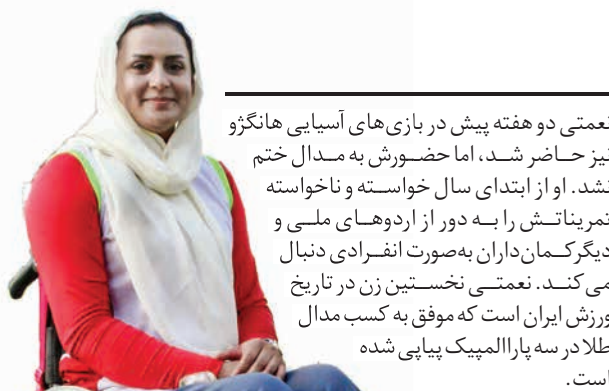 نعمتی دو هفته پیش در بازی‌های آسیایی هانگژو
نیز حاضر شد، اما حضورش به مدال ختم
نشد. او از ابتدای سال خواسته و ناخواسته
تمریناتش را به دور از اردوهای ملی و
دیگر کمان‌داران به‌صورت انفرادی دنبال
می‌کند. نعمتی نخستین زن در تاریخ
ورزش ایران است که موفق به کسب مدال
طلا در سه پاراالمپیک پیاپی شده
است.